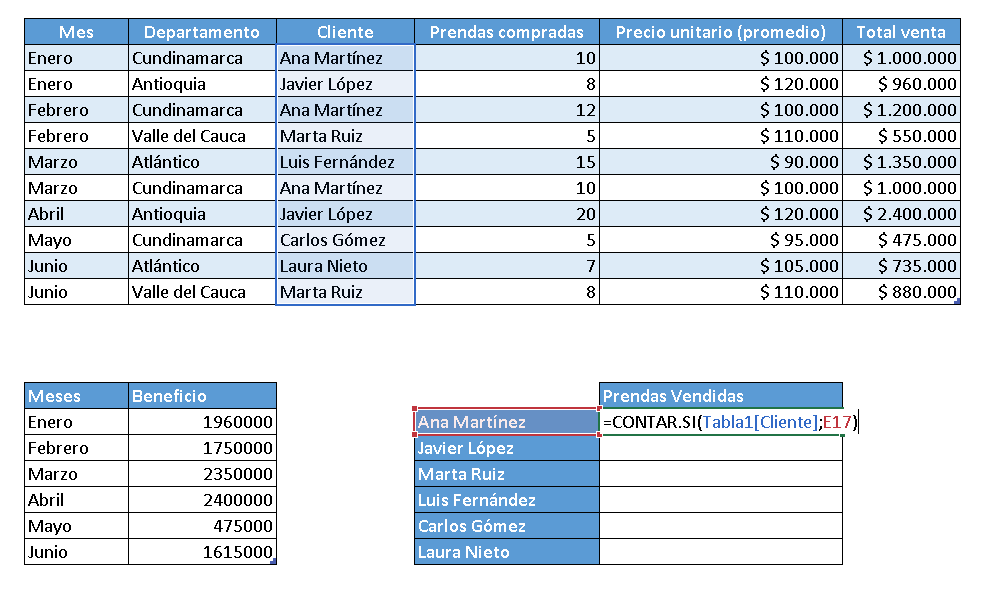 Mes Departamento Cliente Prendas compradas Precio unitario (promedio) Total venta
Enero Cundinamarca Ana Martínez 10 $ 100.000 $ 1.000.000
Enero Antioquia Javier López 8 $ 120.000 $ 960.000
Febrero Cundinamarca Ana Martínez 12 $ 100.000 $ 1.200.000
Febrero Valle del Cauca Marta Ruiz 5 $ 110.000 $ 550.000
Marzo Atlántico Luis Fernández 15 $ 90.000 $ 1.350.000
Marzo Cundinamarca Ana Martínez 10 $ 100.000 $ 1.000.000
Abril Antioquia Javier López 20 $ 120.000 $ 2.400.000
Mayo Cundinamarca Carlos Gómez 5 $ 95.000 $ 475.000
Junio Atlántico Laura Nieto 7 $ 105.000 $ 735.000
Junio Valle del Cauca Marta Ruiz 8 $ 110.000 $ 880.000
Meses Beneficio
Enero 1960000
Febrero 1750000
Marzo 2350000
Abril 2400000
Mayo 475000
Junio 1615000
Prendas Vendidas
Ana Martínez =CONTAR.SI(Tabla1[Cliente];E17)
Javier López
Marta Ruiz
Luis Fernández
Carlos Gómez
Laura Nieto